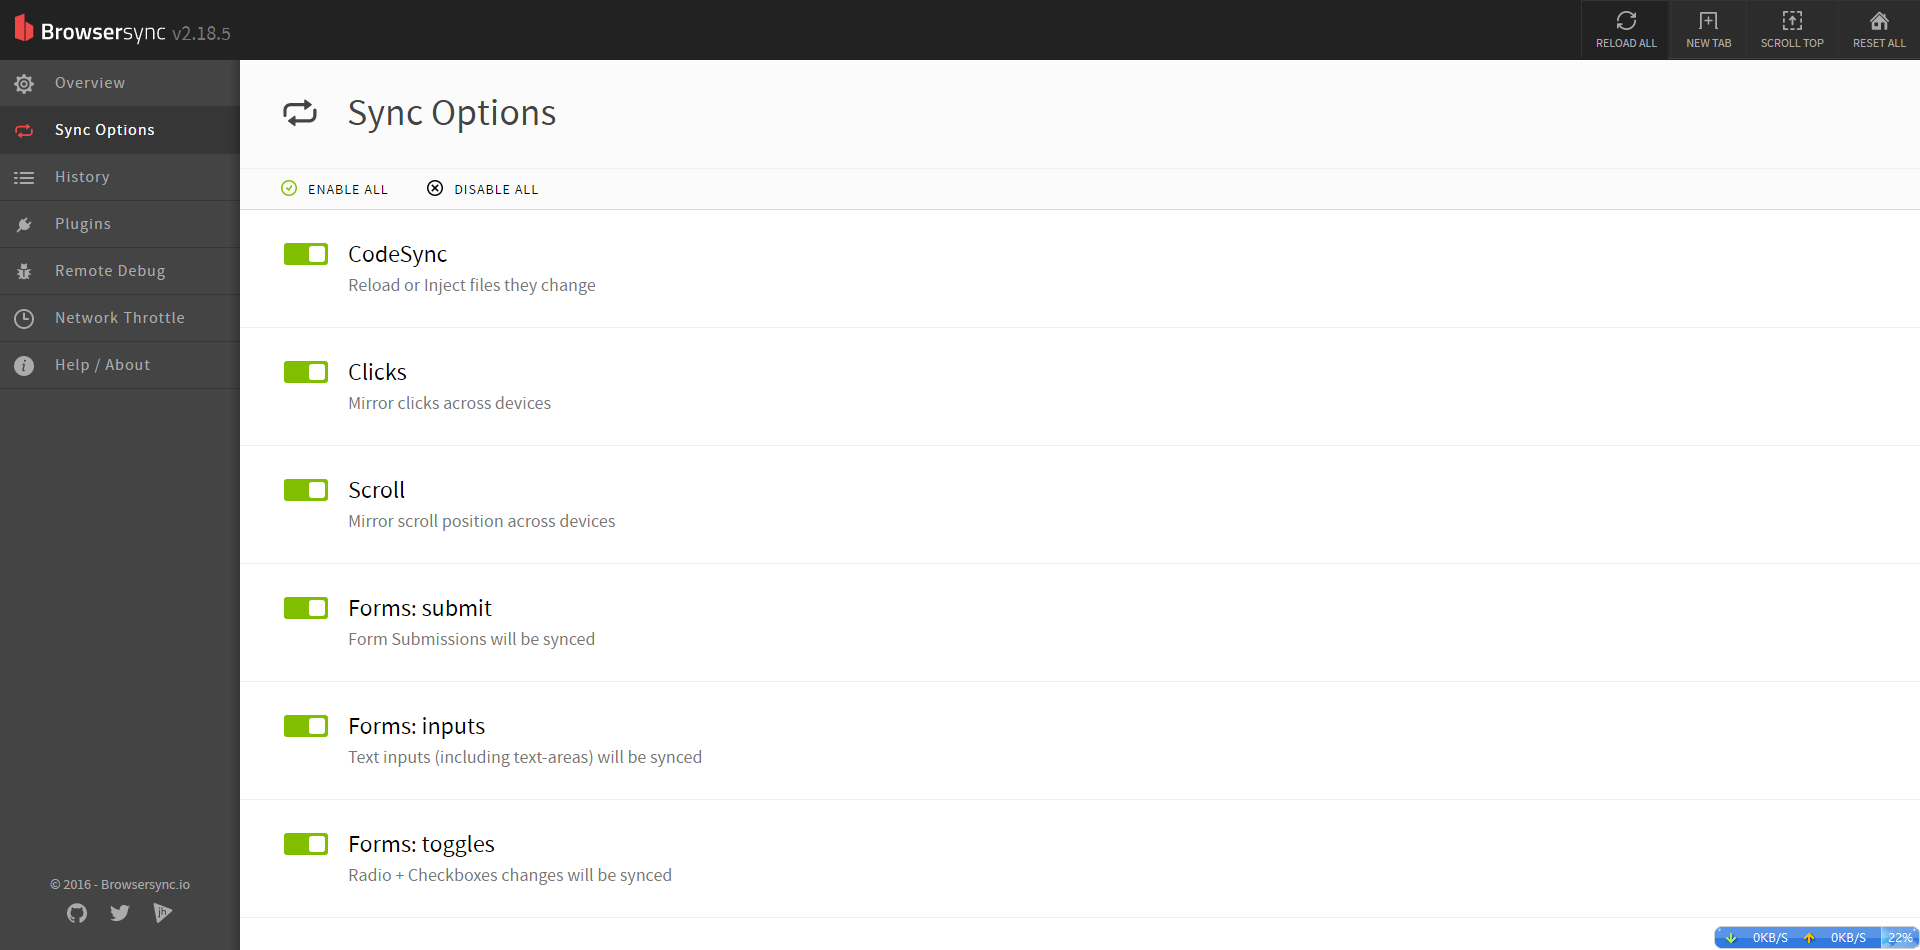 Browsersync v2.18.5
RELOAD ALL
NEW TAB
SCROLL TOP
RESET ALL
Overview
Sync Options
History
Plugins
Remote Debug
Network Throttle
Help / About
© 2016 - Browsersync.io
jh
Sync Options
ENABLE ALL
DISABLE ALL
CodeSync
Reload or Inject files they change
Clicks
Mirror clicks across devices
Scroll
Mirror scroll position across devices
Forms: submit
Form Submissions will be synced
Forms: inputs
Text inputs (including text-areas) will be synced
Forms: toggles
Radio + Checkboxes changes will be synced
0KB/S 0KB/S 22%